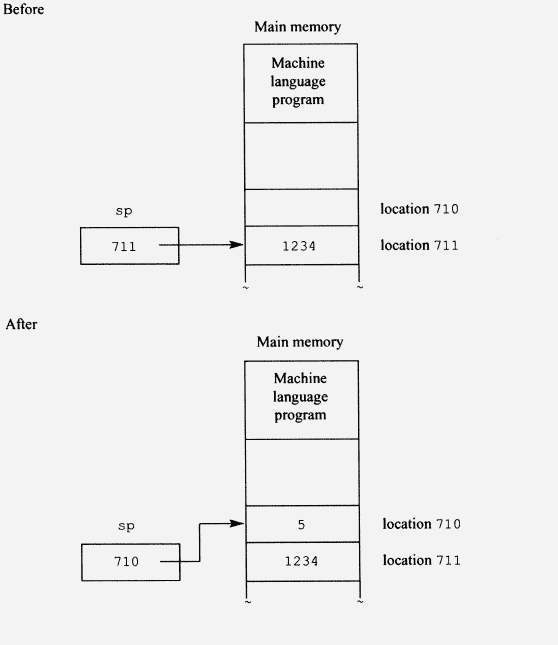 Before
Main memory
Machine
language
program
sp
location 710
711
1234
location 711
After
Main memory
Machine
language
program
sp
5
location 710
710
1234
location 711